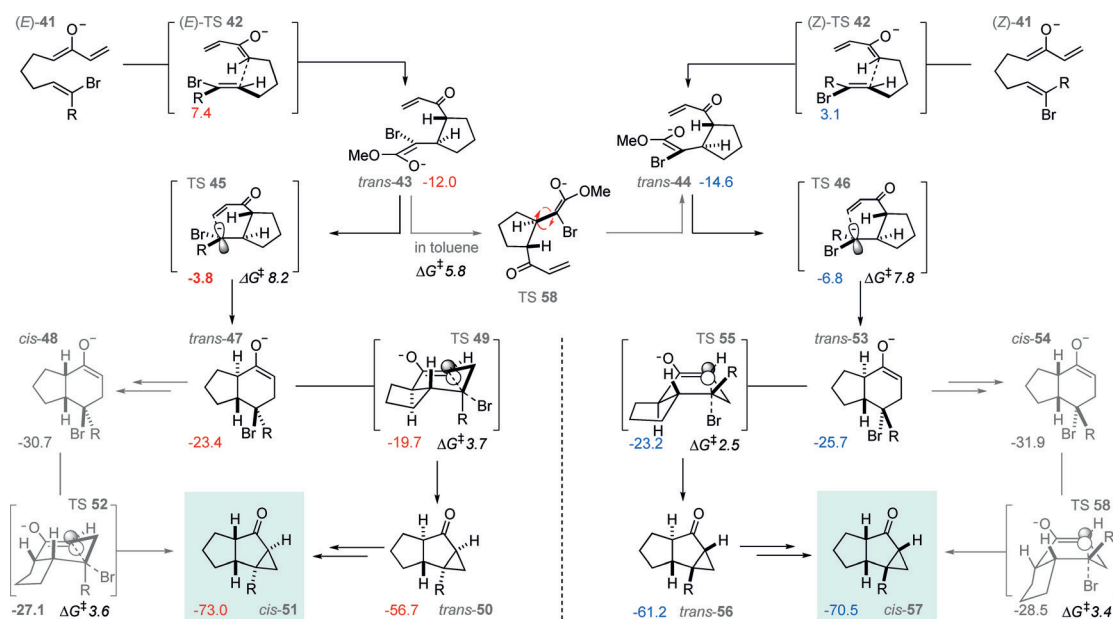 (E)-41
(E)-TS 42
(Z)-TS 42
(Z)-41
O⁻
O⁻
O⁻
O⁻
Br
R
H
H
Br
R
7.4
H
H
R
Br
3.1
R
Br
O
H
Br
H
MeO
O⁻
trans-43 -12.0
O
H
MeO
O⁻
Br
H
trans-44 -14.6
TS 45
O
H
Br
R
H
-3.8 ΔG‡ 8.2
in toluene
ΔG‡ 5.8
O⁻
OMe
H
Br
H
O
TS 58
TS 46
O
H
R
Br
H
-6.8 ΔG‡ 7.8
cis-48
O⁻
H
H
Br R
-30.7
trans-47
O⁻
H
H
Br R
-23.4
TS 49
⁻O
H
H
H
Br
R
-19.7 ΔG‡ 3.7
TS 55
⁻O
H
R
H
H
Br
-23.2 ΔG‡ 2.5
trans-53
O⁻
H
H
Br R
-25.7
cis-54
O⁻
H
H
Br R
-31.9
TS 52
⁻O
H
H
H
Br
R
-27.1 ΔG‡ 3.6
H
O
H
H
R
-73.0 cis-51
H
O
H
H
R
-56.7 trans-50
H
O
H
H
R
-61.2 trans-56
H
O
H
H
R
-70.5 cis-57
TS 58
⁻O
H
R
H
H
Br
-28.5 ΔG‡ 3.4